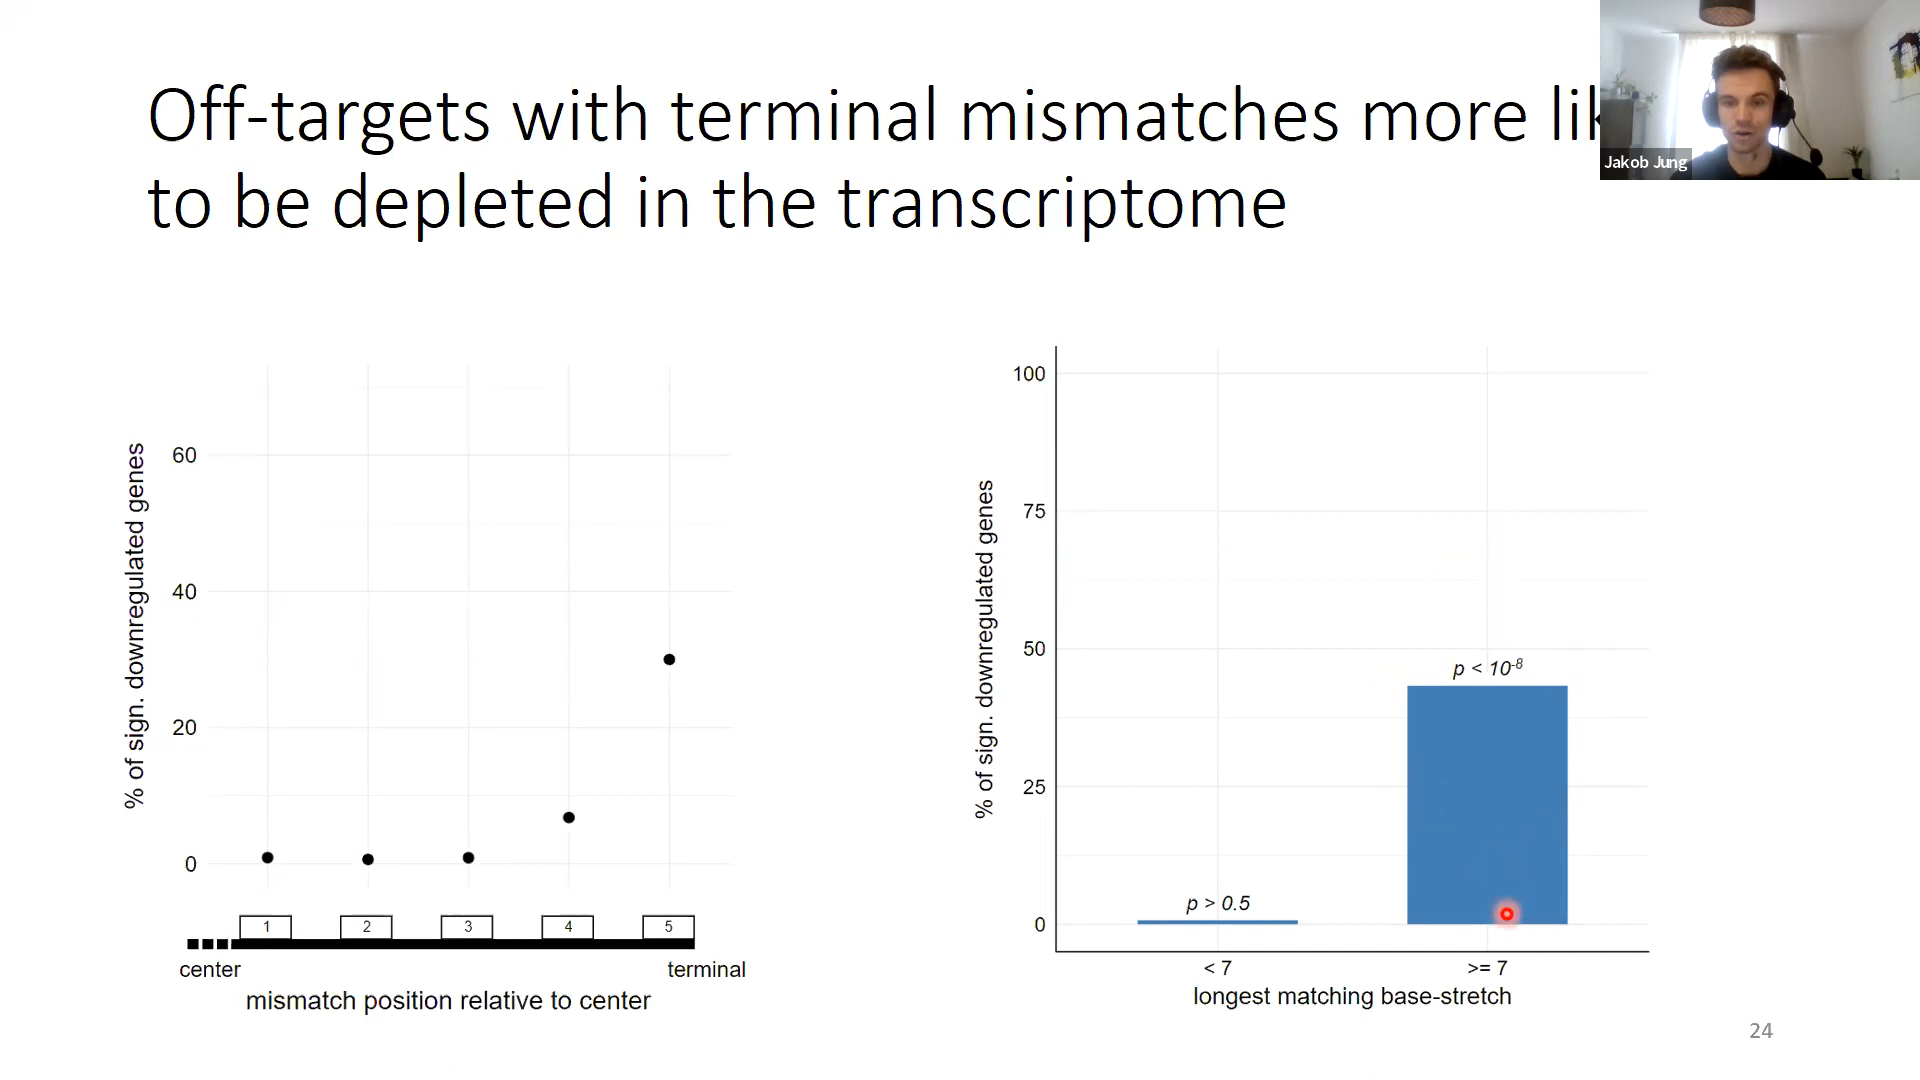 Off-targets with terminal mismatches more
to be depleted in the transcriptome
Jakob Jung
% of sign. downregulated genes
60
40
20
0
1 2 3 4 5
center terminal
mismatch position relative to center
% of sign. downregulated genes
100
75
50
25
0
p > 0.5
p < 10⁻⁸
< 7 >= 7
longest matching base-stretch
24